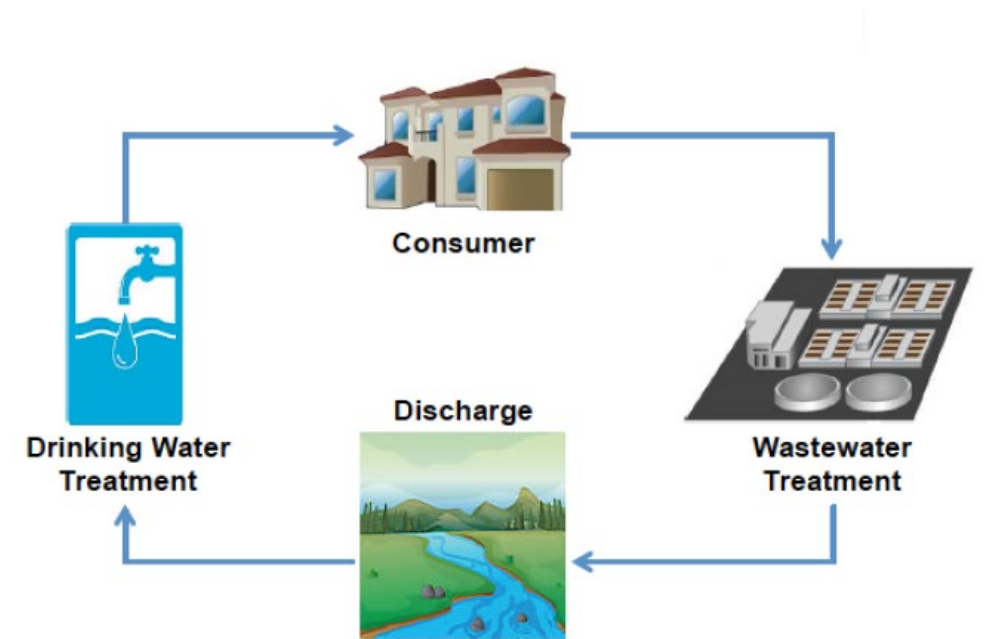 Consumer
Discharge
Drinking Water
Treatment
Wastewater
Treatment